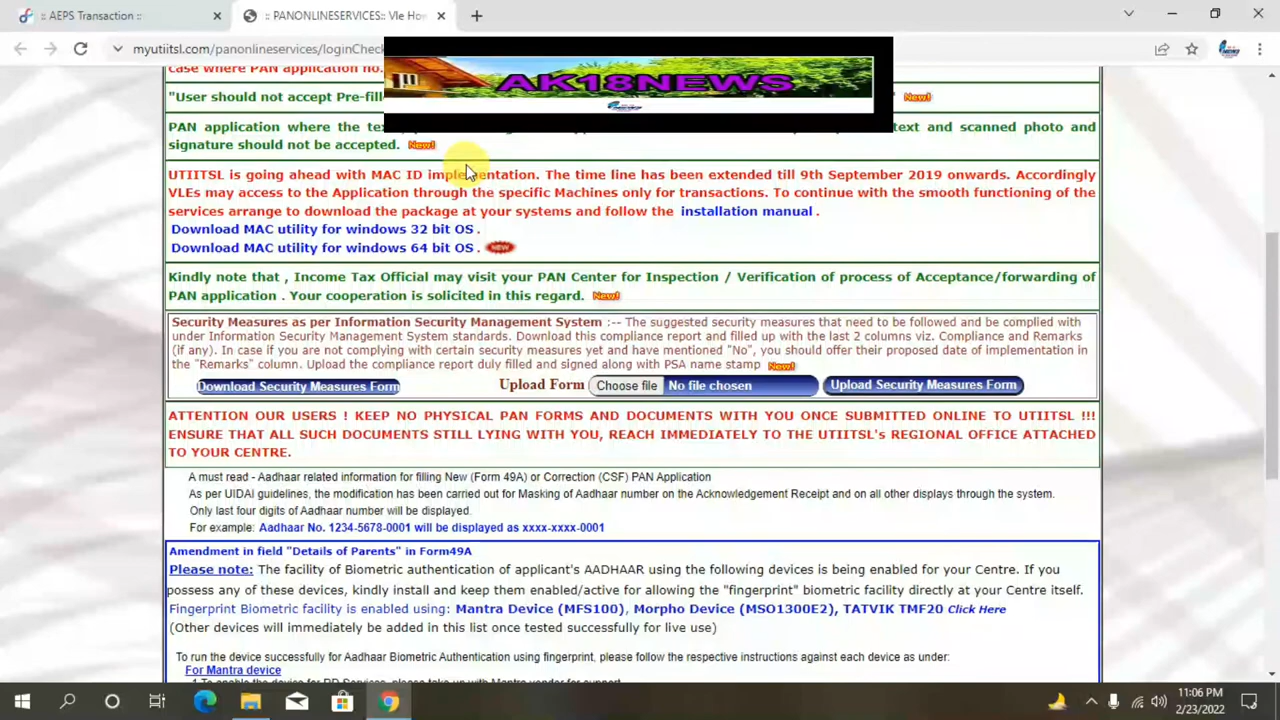 :: AEPS Transaction ::
:: PANONLINESERVICES:: Vle Ho
myutiitsl.com/panonlineservices/loginCheck
AK18NEWS
case where PAN application no.
"User should not accept Pre-fill New!
PAN application where the tex text and scanned photo and
signature should not be accepted. New!
UTIITSL is going ahead with MAC ID implementation. The time line has been extended till 9th September 2019 onwards. Accordingly
VLEs may access to the Application through the specific Machines only for transactions. To continue with the smooth functioning of the
services arrange to download the package at your systems and follow the installation manual .
Download MAC utility for windows 32 bit OS .
Download MAC utility for windows 64 bit OS . NEW
Kindly note that , Income Tax Official may visit your PAN Center for Inspection / Verification of process of Acceptance/forwarding of
PAN application . Your cooperation is solicited in this regard. New!
Security Measures as per Information Security Management System :-- The suggested security measures that need to be followed and be complied with
under Information Security Management System standards. Download this compliance report and filled up with the last 2 columns viz. Compliance and Remarks
(if any). In case if you are not complying with certain security measures yet and have mentioned "No", you should offer their proposed date of implementation in
the "Remarks" column. Upload the compliance report duly filled and signed along with PSA name stamp New!
Download Security Measures Form Upload Form Choose file No file chosen Upload Security Measures Form
ATTENTION OUR USERS ! KEEP NO PHYSICAL PAN FORMS AND DOCUMENTS WITH YOU ONCE SUBMITTED ONLINE TO UTIITSL !!!
ENSURE THAT ALL SUCH DOCUMENTS STILL LYING WITH YOU, REACH IMMEDIATELY TO THE UTIITSL's REGIONAL OFFICE ATTACHED
TO YOUR CENTRE.
A must read - Aadhaar related information for filling New (Form 49A) or Correction (CSF) PAN Application
As per UIDAI guidelines, the modification has been carried out for Masking of Aadhaar number on the Acknowledgement Receipt and on all other displays through the system.
Only last four digits of Aadhaar number will be displayed.
For example: Aadhaar No. 1234-5678-0001 will be displayed as xxxx-xxxx-0001
Amendment in field "Details of Parents" in Form49A
Please note: The facility of Biometric authentication of applicant's AADHAAR using the following devices is being enabled for your Centre. If you
possess any of these devices, kindly install and keep them enabled/active for allowing the "fingerprint" biometric facility directly at your Centre itself.
Fingerprint Biometric facility is enabled using: Mantra Device (MFS100), Morpho Device (MSO1300E2), TATVIK TMF20 Click Here
(Other devices will immediately be added in this list once tested successfully for live use)
To run the device successfully for Aadhaar Biometric Authentication using fingerprint, please follow the respective instructions against each device as under:
For Mantra device
1.To enable the device for RD Services, please take up with Mantra vendor for support
11:06 PM
2/23/2022